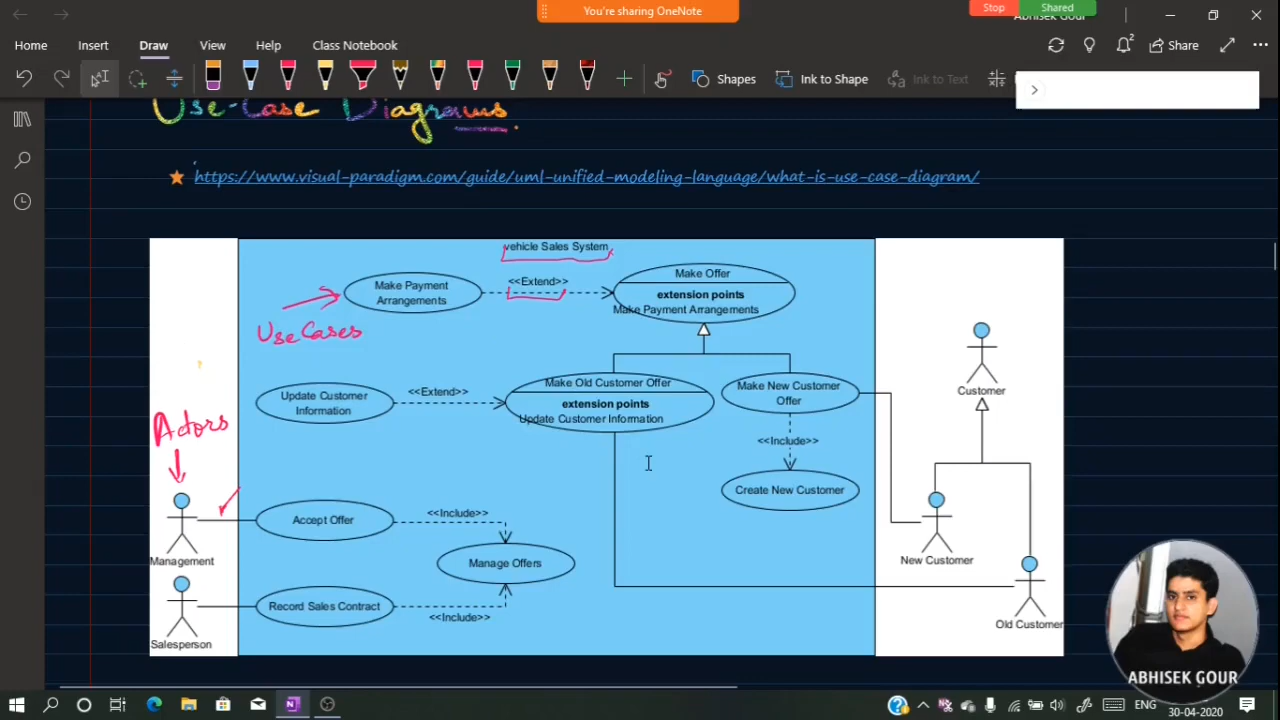 You're sharing OneNote
Stop
Shared
Abhisek Gour
Home
Insert
Draw
View
Help
Class Notebook
Share
Shapes
Ink to Shape
Ink to Text
Use-Case Diagrams
https://www.visual-paradigm.com/guide/uml-unified-modeling-language/what-is-use-case-diagram/
vehicle Sales System
Make Payment
Arrangements
<<Extend>>
Make Offer
extension points
Make Payment Arrangements
Use Cases
Update Customer
Information
<<Extend>>
Make Old Customer Offer
extension points
Update Customer Information
Make New Customer
Offer
Customer
Actors
<<Include>>
Create New Customer
Management
Accept Offer
<<Include>>
Manage Offers
New Customer
Salesperson
Record Sales Contract
<<Include>>
Old Customer
ABHISEK GOUR
ENG
30-04-2020